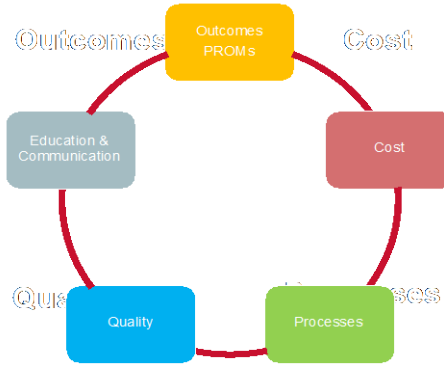 Outcomes
Cost
Outcomes
PROMs
Education &
Communication
Cost
Quality
Processes